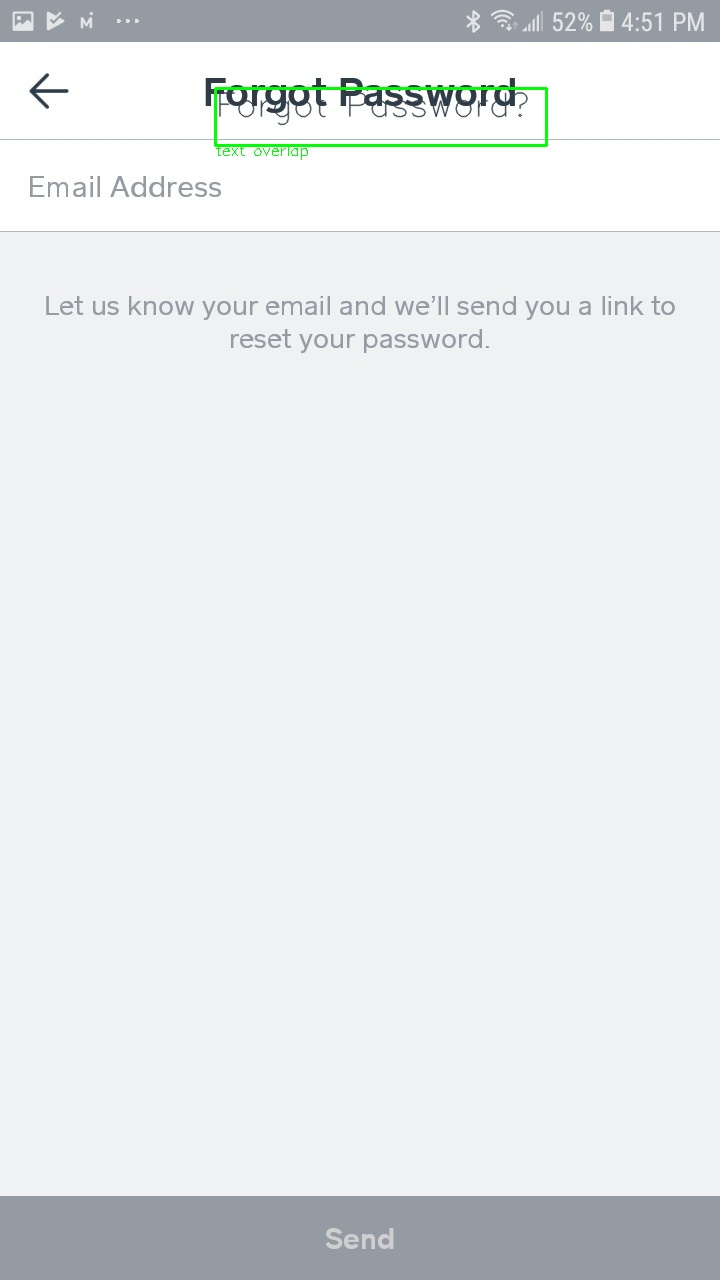 52% 4:51 PM
Forgot Password
Forgot Password?
text overlap
Email Address
Let us know your email and we’ll send you a link to
reset your password.
Send